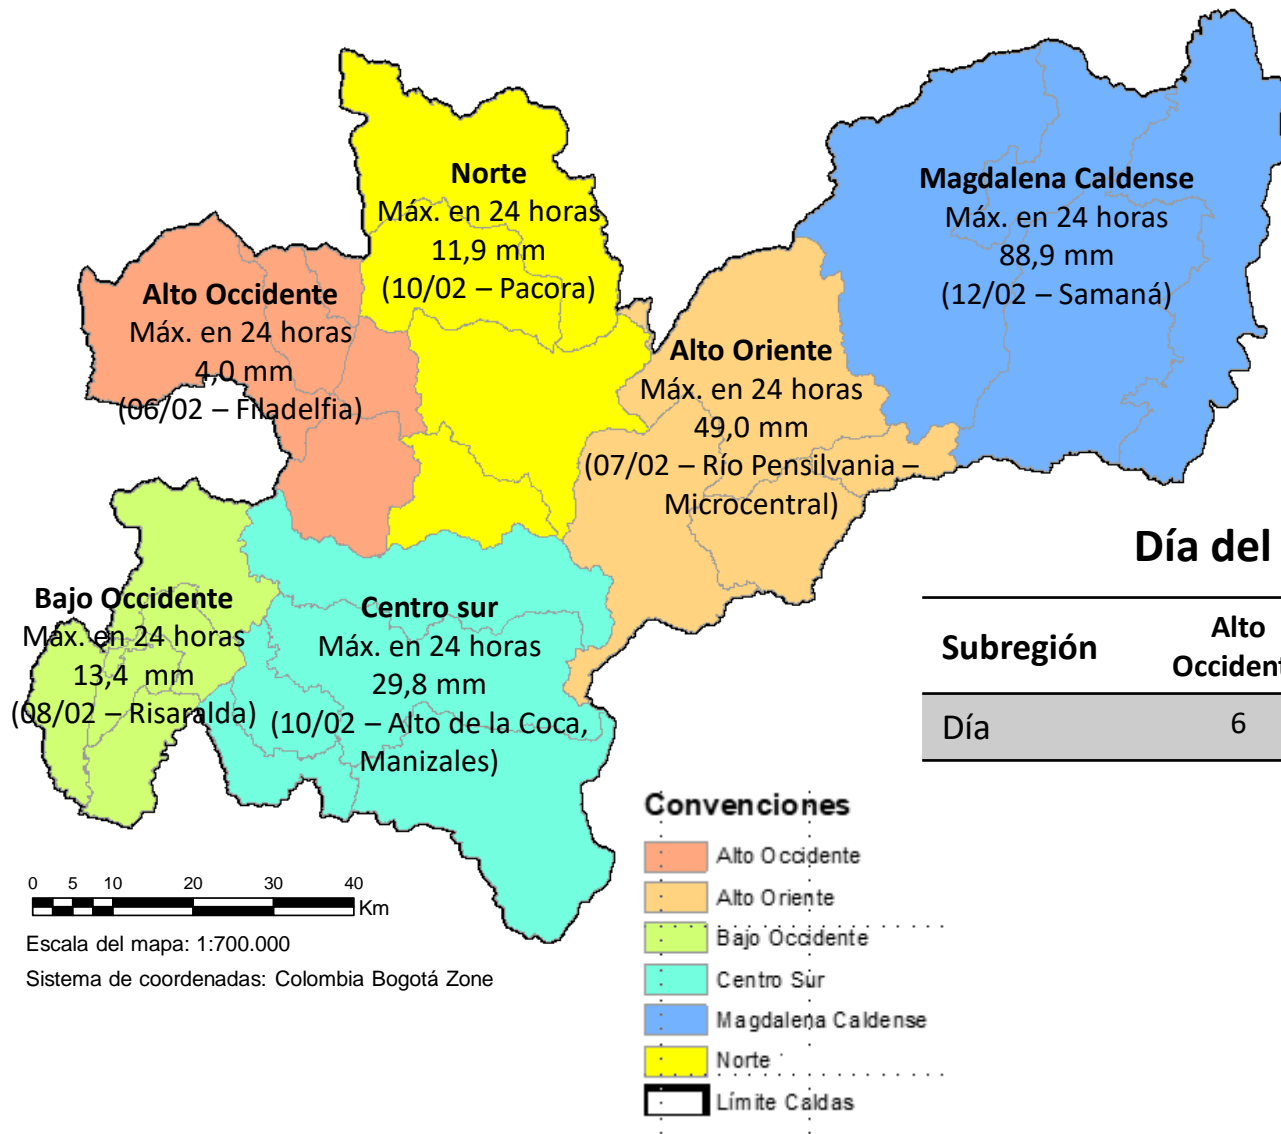 Norte
Máx. en 24 horas
11,9 mm
(10/02 – Pacora)
Magdalena Caldense
Máx. en 24 horas
88,9 mm
(12/02 – Samaná)
Alto Occidente
Máx. en 24 horas
4,0 mm
(06/02 – Filadelfia)
Alto Oriente
Máx. en 24 horas
49,0 mm
(07/02 – Río Pensilvania –
Microcentral)
Bajo Occidente
Máx. en 24 horas
13,4 mm
(08/02 – Risaralda)
Centro sur
Máx. en 24 horas
29,8 mm
(10/02 – Alto de la Coca,
Manizales)
Día del
Subregión
Alto
Occident
Día 6
Convenciones
Alto Occidente
Alto Oriente
Bajo Occidente
Centro Sur
Magdalena Caldense
Norte
Límite Caldas
0 5 10 20 30 40
Km
Escala del mapa: 1:700.000
Sistema de coordenadas: Colombia Bogotá Zone